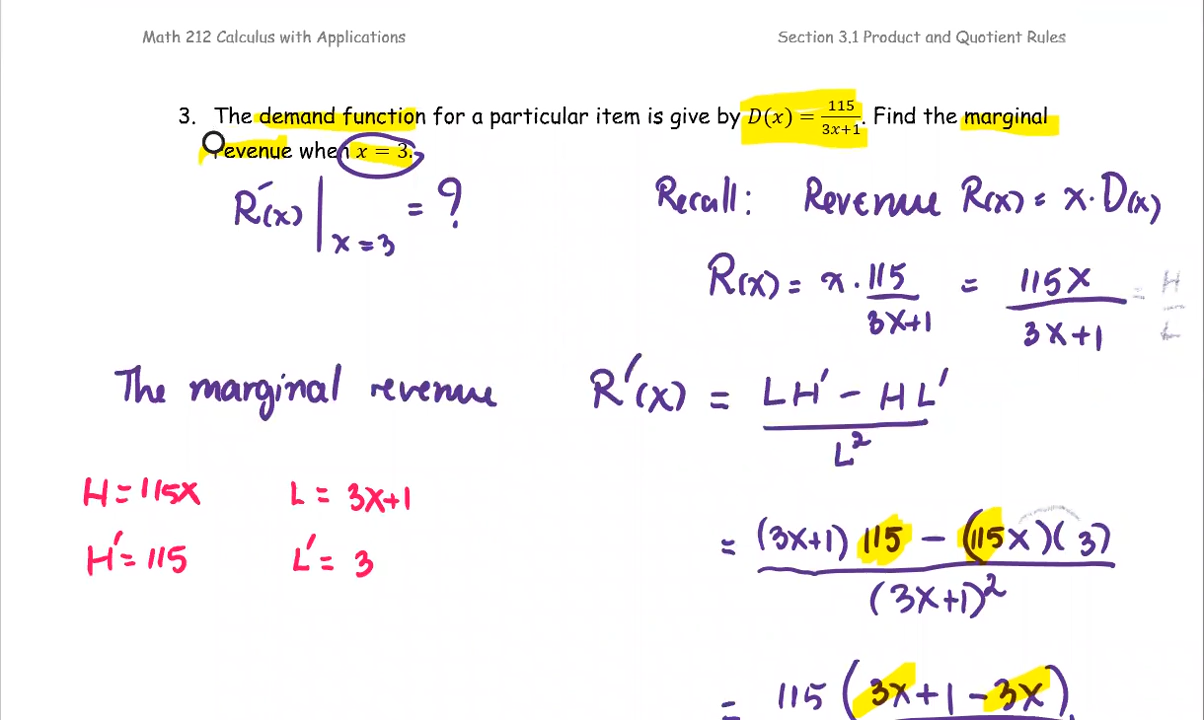 Math 212 Calculus with Applications Section 3.1 Product and Quotient Rules
3. The demand function for a particular item is give by D(x) = 115/(3x+1). Find the marginal
revenue when x = 3.
R'(x) | x=3 = ?
Recall: Revenue R(x) = x · D(x)
R(x) = x · 115/(3x+1) = 115x/(3x+1) = H/L
The marginal revenue R'(x) = (LH' - HL')/L²
H = 115x L = 3x+1
H' = 115 L' = 3
= ((3x+1) 115 - (115x)(3))/(3x+1)²
= 115 (3x+1-3x)